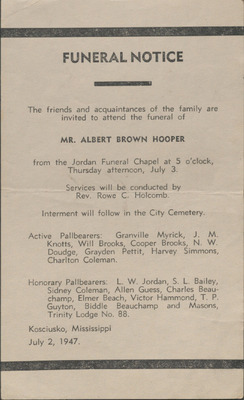 FUNERAL NOTICE
The friends and acquaintances of the family are
invited to attend the funeral of
MR. ALBERT BROWN HOOPER
from the Jordan Funeral Chapel at 5 o'clock,
Thursday afternoon, July 3.
Services will be conducted by
Rev. Rowe C. Holcomb.
Interment will follow in the City Cemetery.
Active Pallbearers: Granville Myrick, J. M.
Knotts, Will Brooks, Cooper Brooks, N. W.
Doudge, Grayden Pettit, Harvey Simmons,
Charlton Coleman.
Honorary Pallbearers: L. W. Jordan, S. L. Bailey,
Sidney Coleman, Allen Guess, Charles Beau-
champ, Elmer Beach, Victor Hammond, T. P.
Guyton, Biddle Beauchamp and Masons,
Trinity Lodge No. 88.
Kosciusko, Mississippi
July 2, 1947.